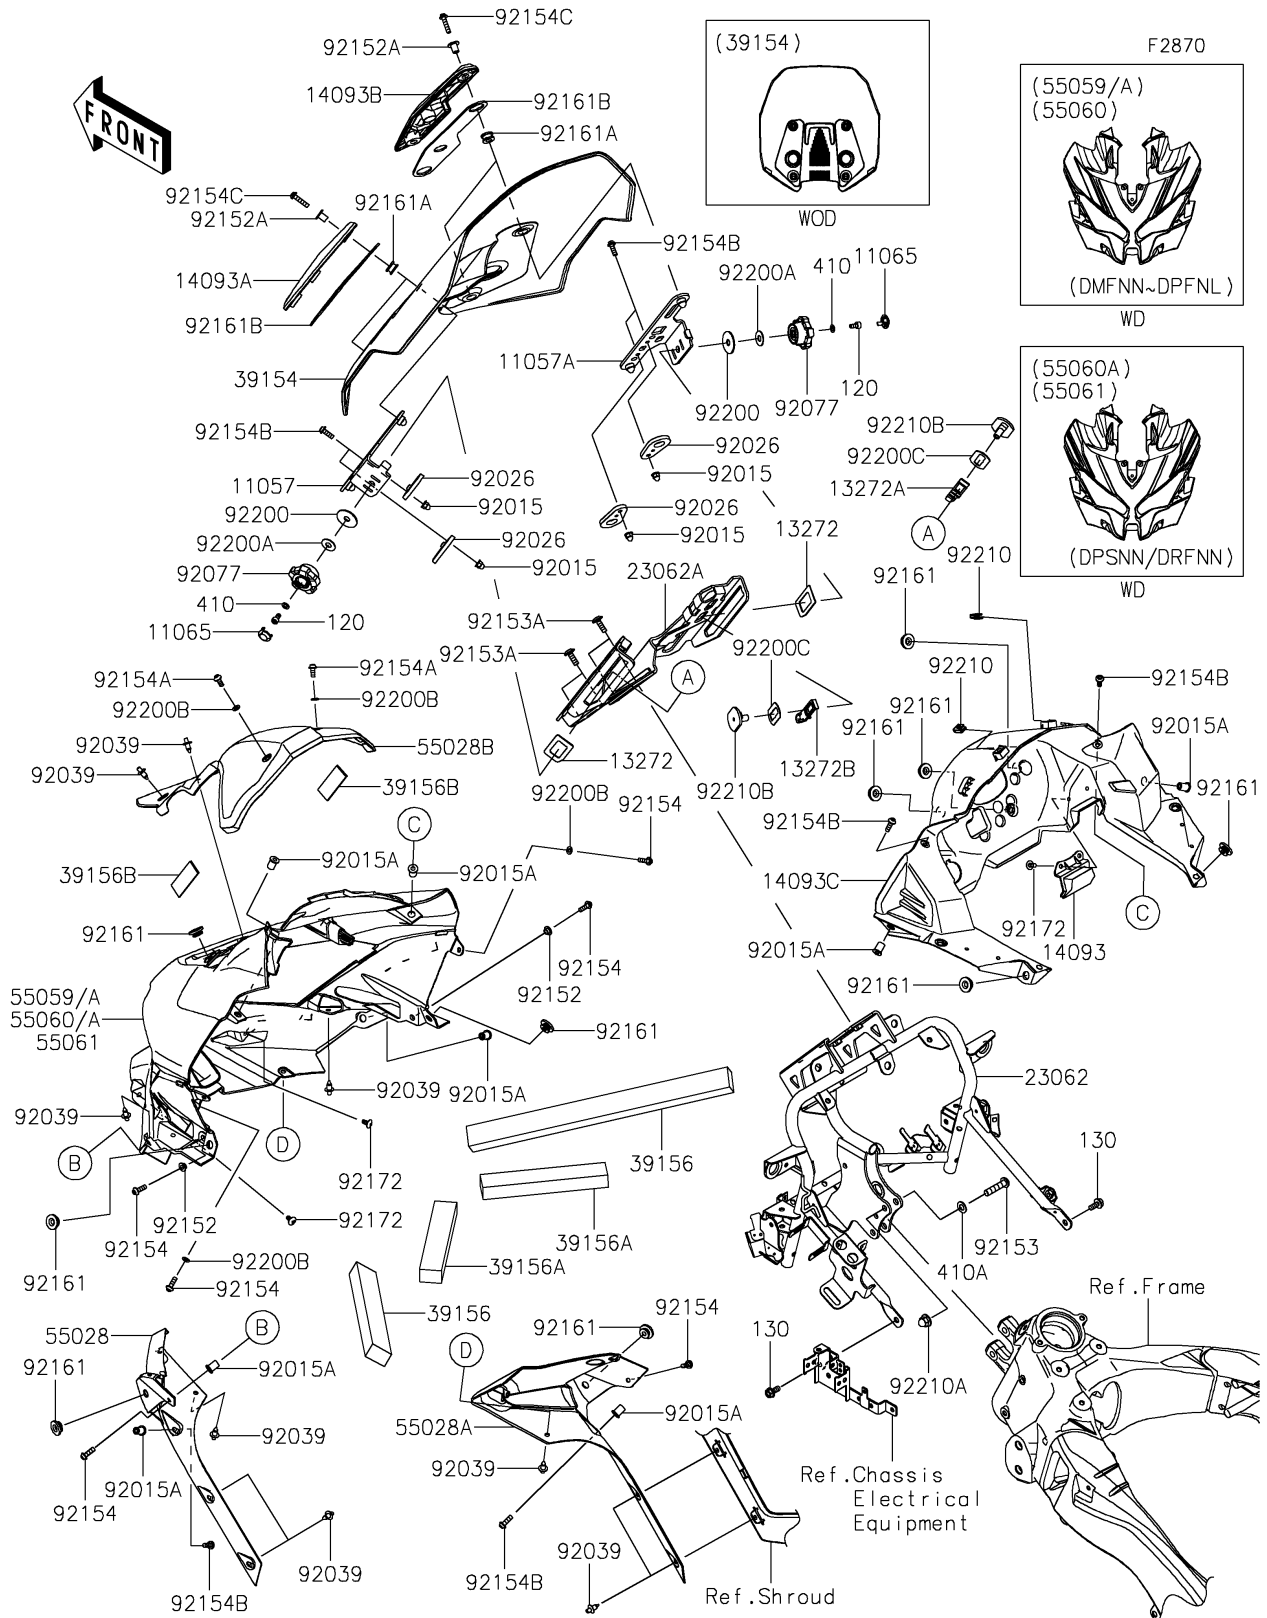 92154C
(39154)
F2870
92152A
(55059/A)
14093B
92161B
(55060)
FRONT
92161A
92154C
92161A
92152A
WOD
92154B
14093A
92200A
410
11065
(DMFNN~DPFNL)
92161B
WD
11057A
(55060A)
39154
(55061)
120
92200
92077
92154B
92210B
92026
92200C
92026
92015
13272A
11057
92015
92026
92200
13272
A
92015
92200A
92026
92210
(DPSNN/DRFNN)
92077
92015
23062A
92161
WD
410
92153A
11065
120
92153A
92200C
92154A
92154A
92210
92154B
A
92200B
92200B
92161
92015A
92039
55028B
92161
92039
13272
13272B
39156B
92200B
92154
92210B
92161
C
92154B
92015A
92015A
39156B
14093C
C
92161
92172
14093
92015A
92154
92152
92161
55059/A
55060/A
55061
92161
23062
92039
92015A
92039
D
130
B
39156
92172
92172
39156A
92152
92154
92153
92200B
39156A
410A
92161
92154
Ref.Frame
39156
92154
B
92161
55028
D
130
92161
92015A
92210A
92015A
55028A
92039
92039
Ref.Chassis
92015A
Electrical
92154
Equipment
92039
92039
92154B
Ref.Shroud
92154B